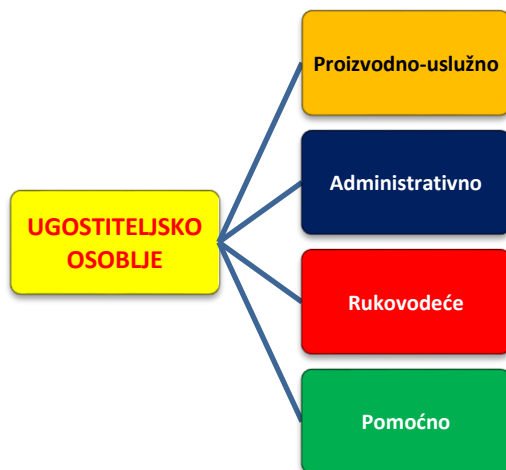 UGOSTITELJSKO
OSOBLJE
Proizvodno-uslužno
Administrativno
Rukovodeće
Pomoćno